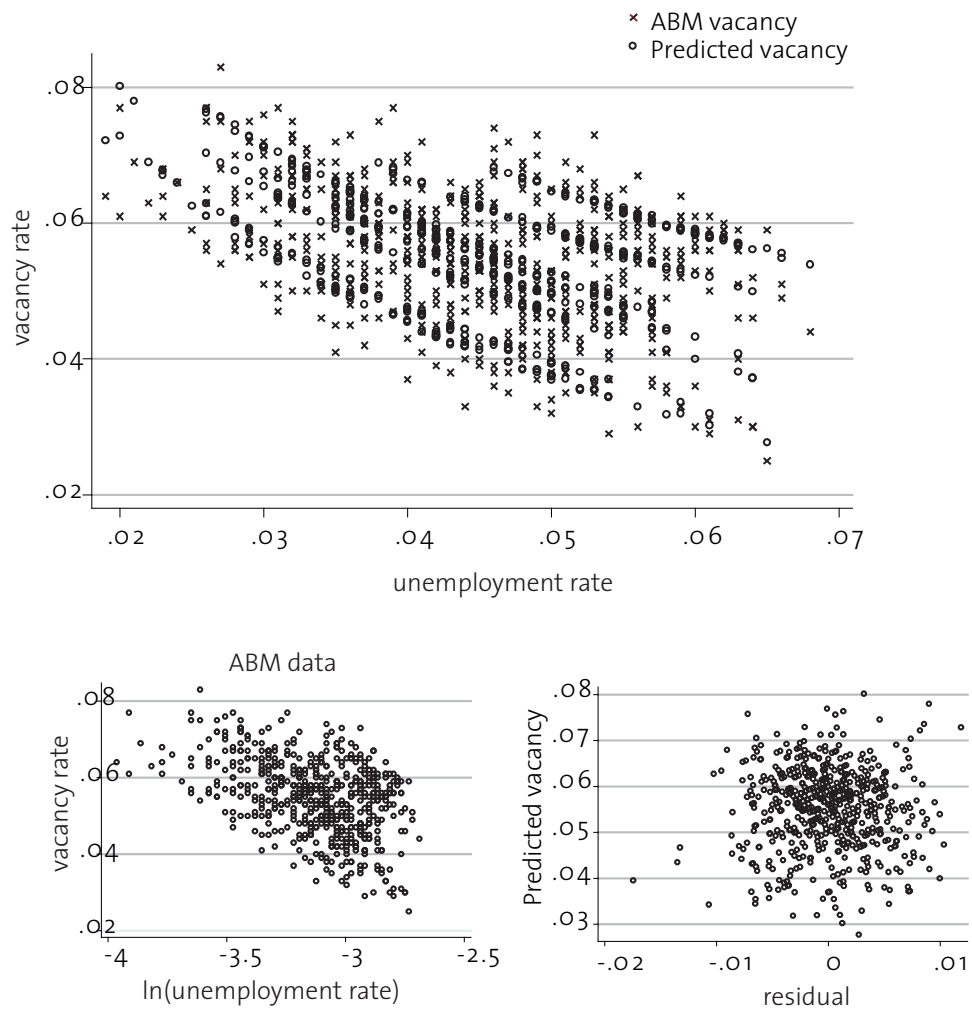 × ABM vacancy
○ Predicted vacancy
vacancy rate
.08
.06
.04
.02
.02 .03 .04 .05 .06 .07
unemployment rate
ABM data
vacancy rate
.08
.06
.04
.02
-4 -3.5 -3 -2.5
ln(unemployment rate)
Predicted vacancy
.08
.07
.06
.05
.04
.03
-.02 -.01 0 .01
residual